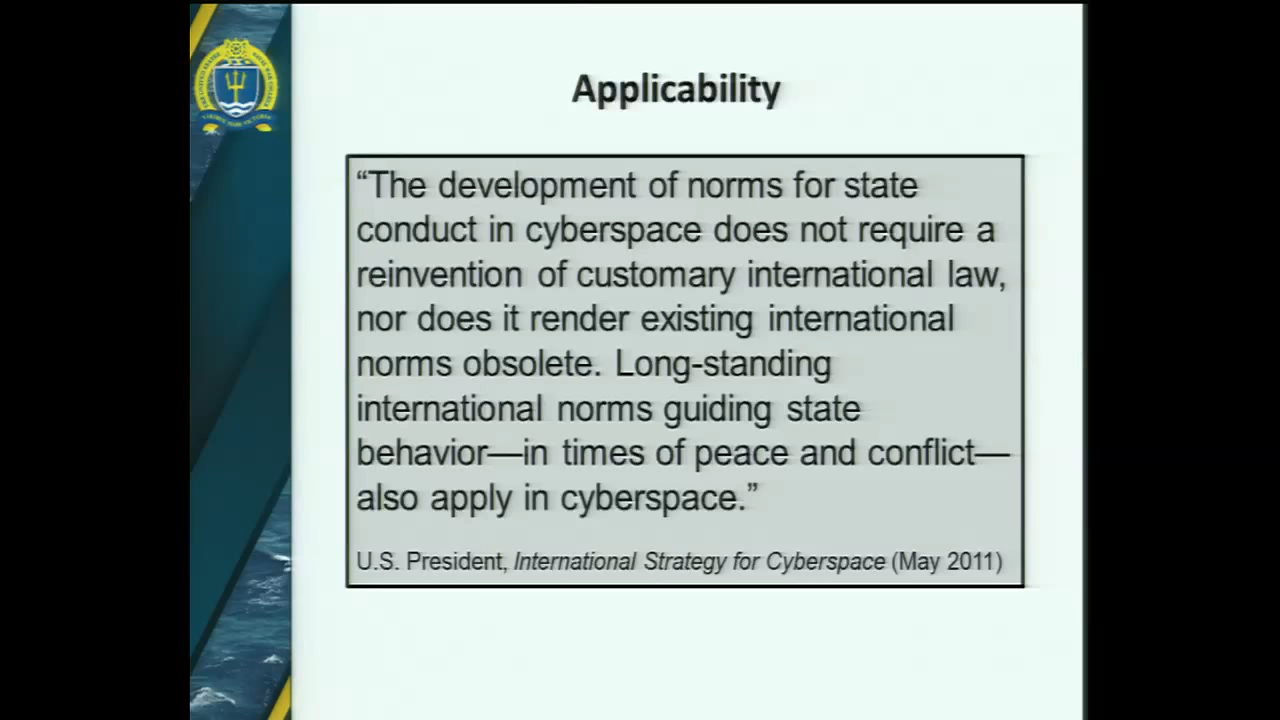 Applicability
“The development of norms for state
conduct in cyberspace does not require a
reinvention of customary international law,
nor does it render existing international
norms obsolete. Long-standing
international norms guiding state
behavior—in times of peace and conflict—
also apply in cyberspace.”
U.S. President, International Strategy for Cyberspace (May 2011)